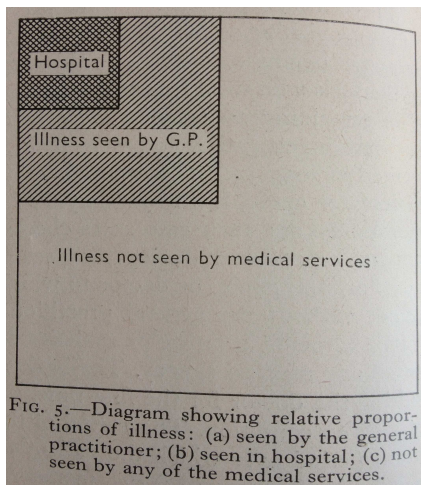 Hospital
Illness seen by G.P.
Illness not seen by medical services
FIG. 5.—Diagram showing relative propor-
tions of illness: (a) seen by the general
practitioner; (b) seen in hospital; (c) not
seen by any of the medical services.